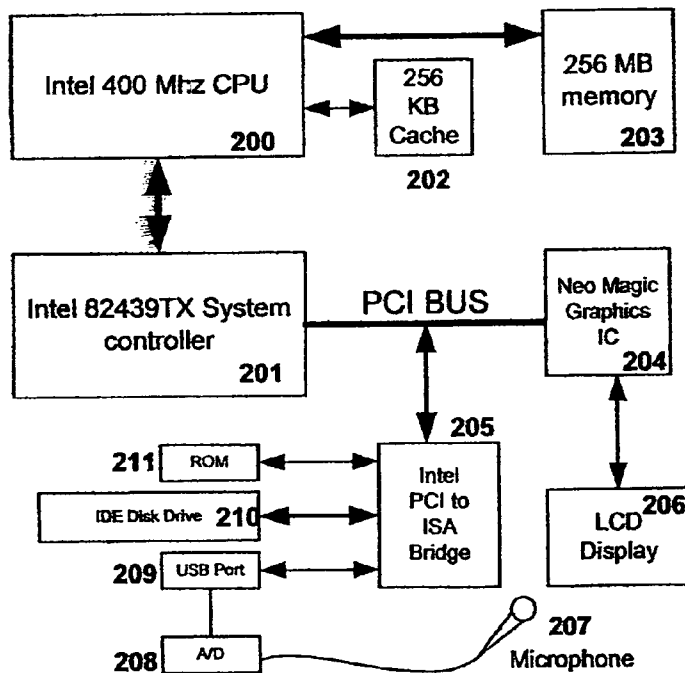 Intel 400 Mhz CPU
200
256
KB
Cache
202
256 MB
memory
203
Intel 82439TX System
controller
201
PCI BUS
Neo Magic
Graphics
IC
204
205
Intel
PCI to
ISA
Bridge
211
ROM
IDE Disk Drive
210
209
USB Port
208
A/D
206
LCD
Display
207
Microphone